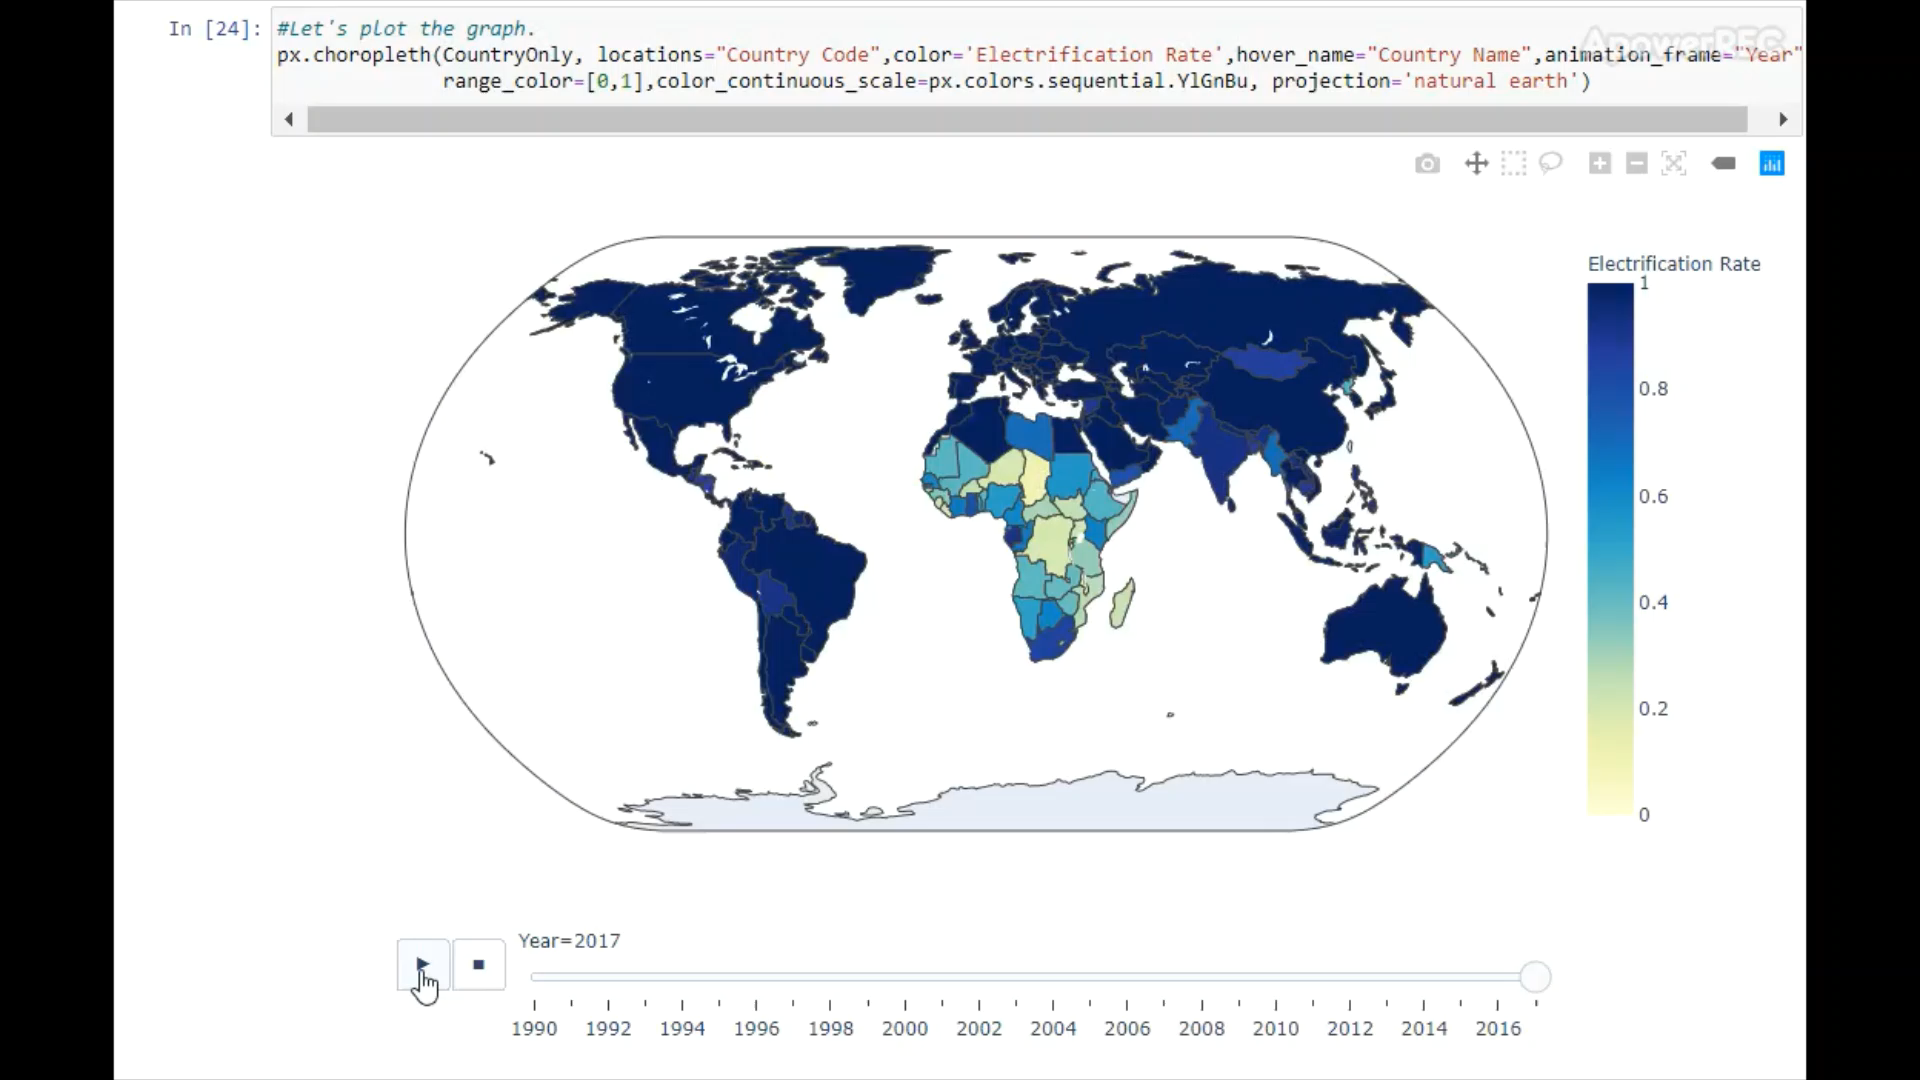 In [24]: #Let's plot the graph.
px.choropleth(CountryOnly, locations="Country Code",color='Electrification Rate',hover_name="Country Name",animation_frame="Year"
range_color=[0,1],color_continuous_scale=px.colors.sequential.YlGnBu, projection='natural earth')
ApowerREC
Electrification Rate
1
0.8
0.6
0.4
0.2
0
Year=2017
1990 1992 1994 1996 1998 2000 2002 2004 2006 2008 2010 2012 2014 2016